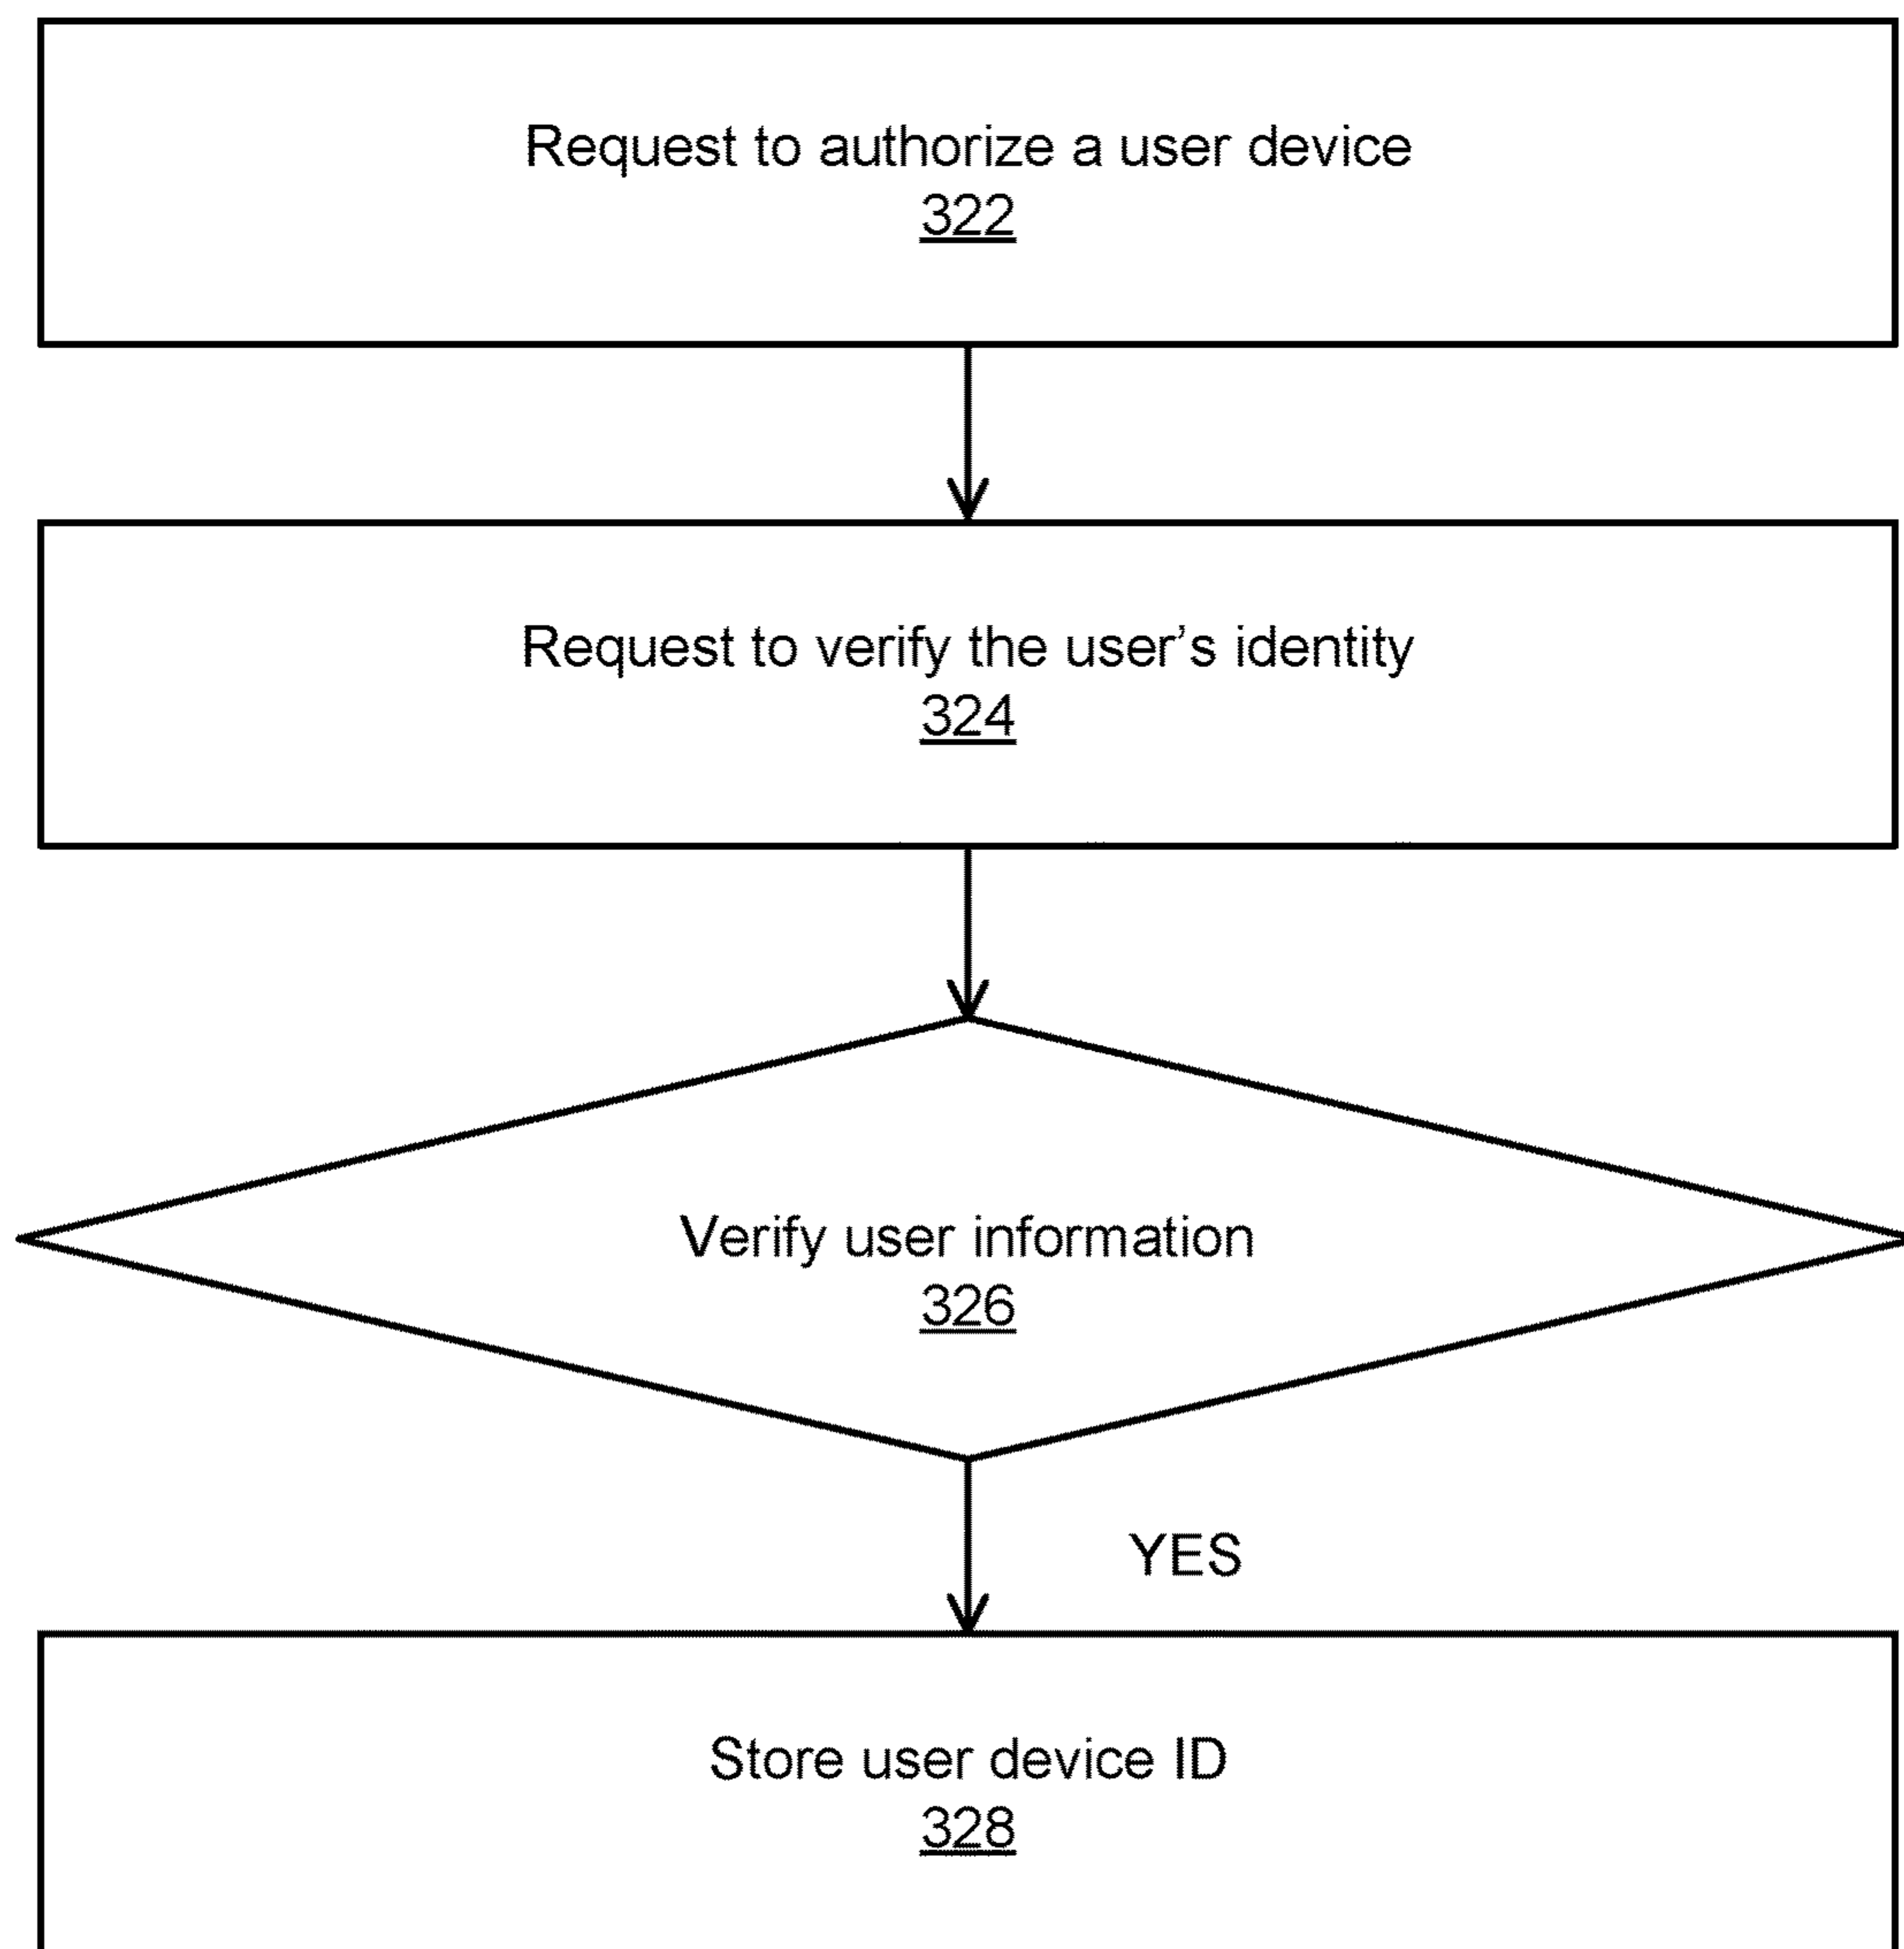 Request to authorize a user device
322
Request to verify the user’s identity
324
Verify user information
326
YES
Store user device ID
328